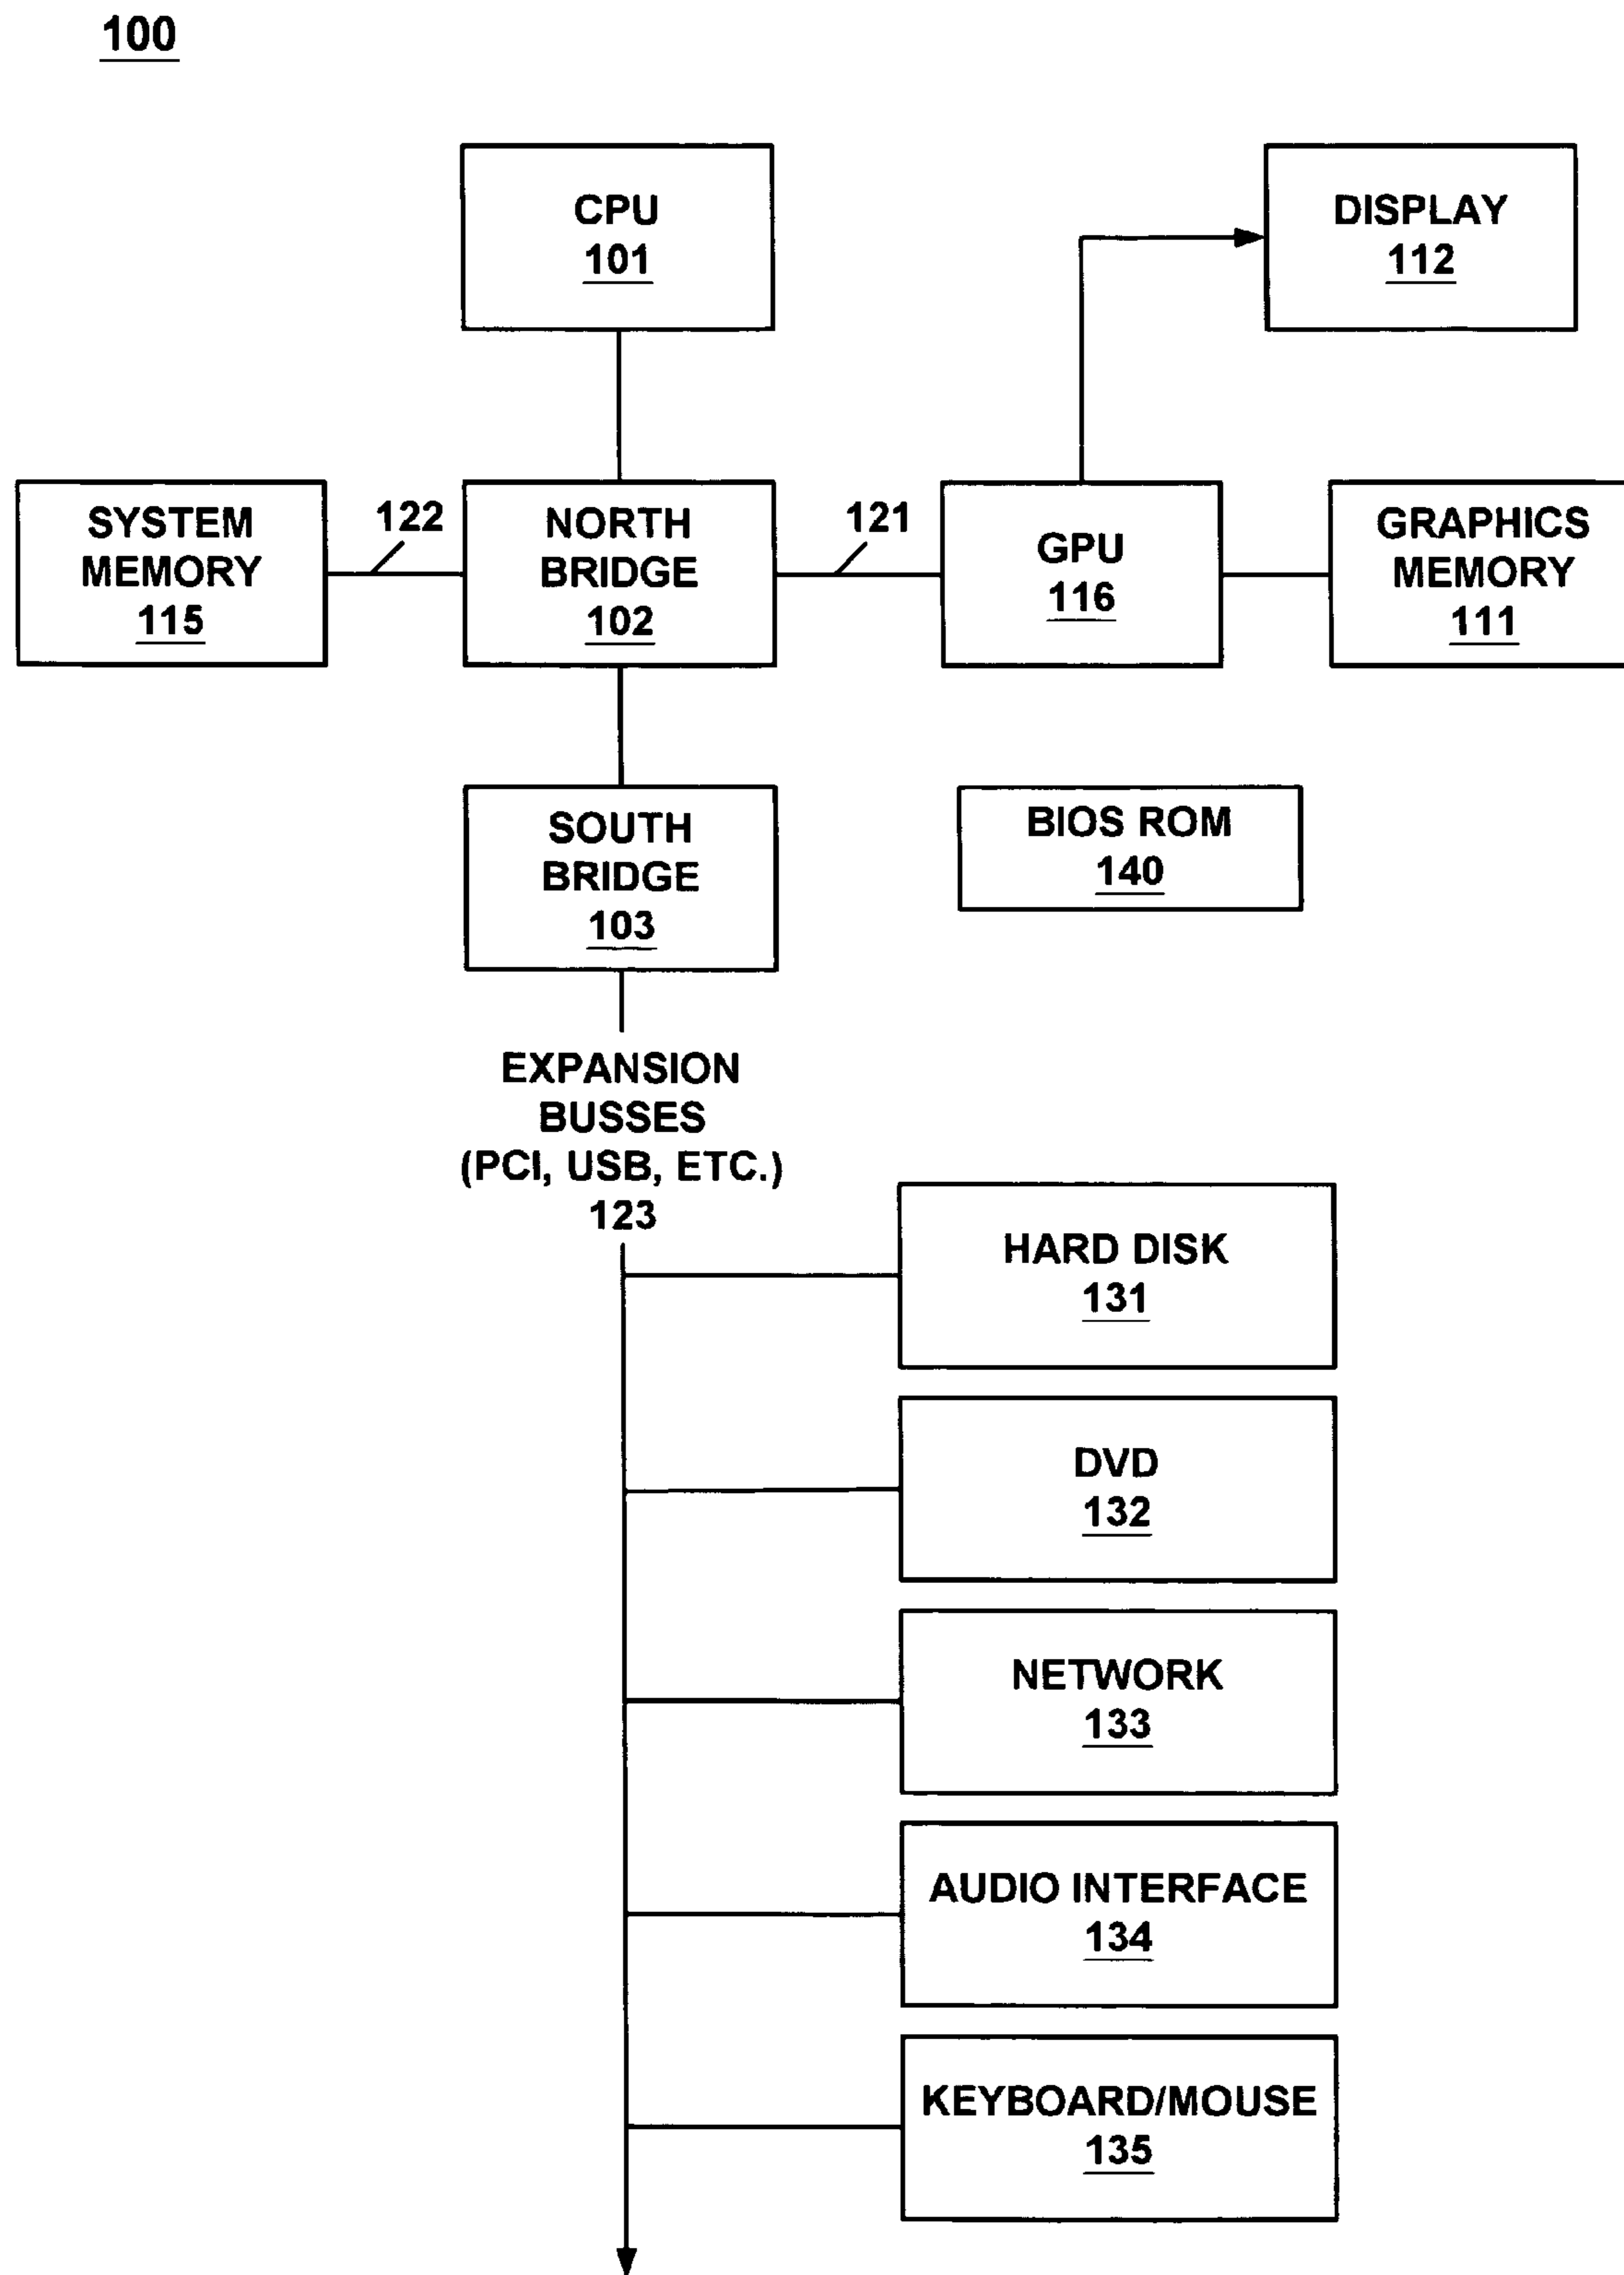 100
CPU
101
DISPLAY
112
SYSTEM
MEMORY
115
122
NORTH
BRIDGE
102
121
GPU
116
GRAPHICS
MEMORY
111
SOUTH
BRIDGE
103
BIOS ROM
140
EXPANSION
BUSSES
(PCI, USB, ETC.)
123
HARD DISK
131
DVD
132
NETWORK
133
AUDIO INTERFACE
134
KEYBOARD/MOUSE
135